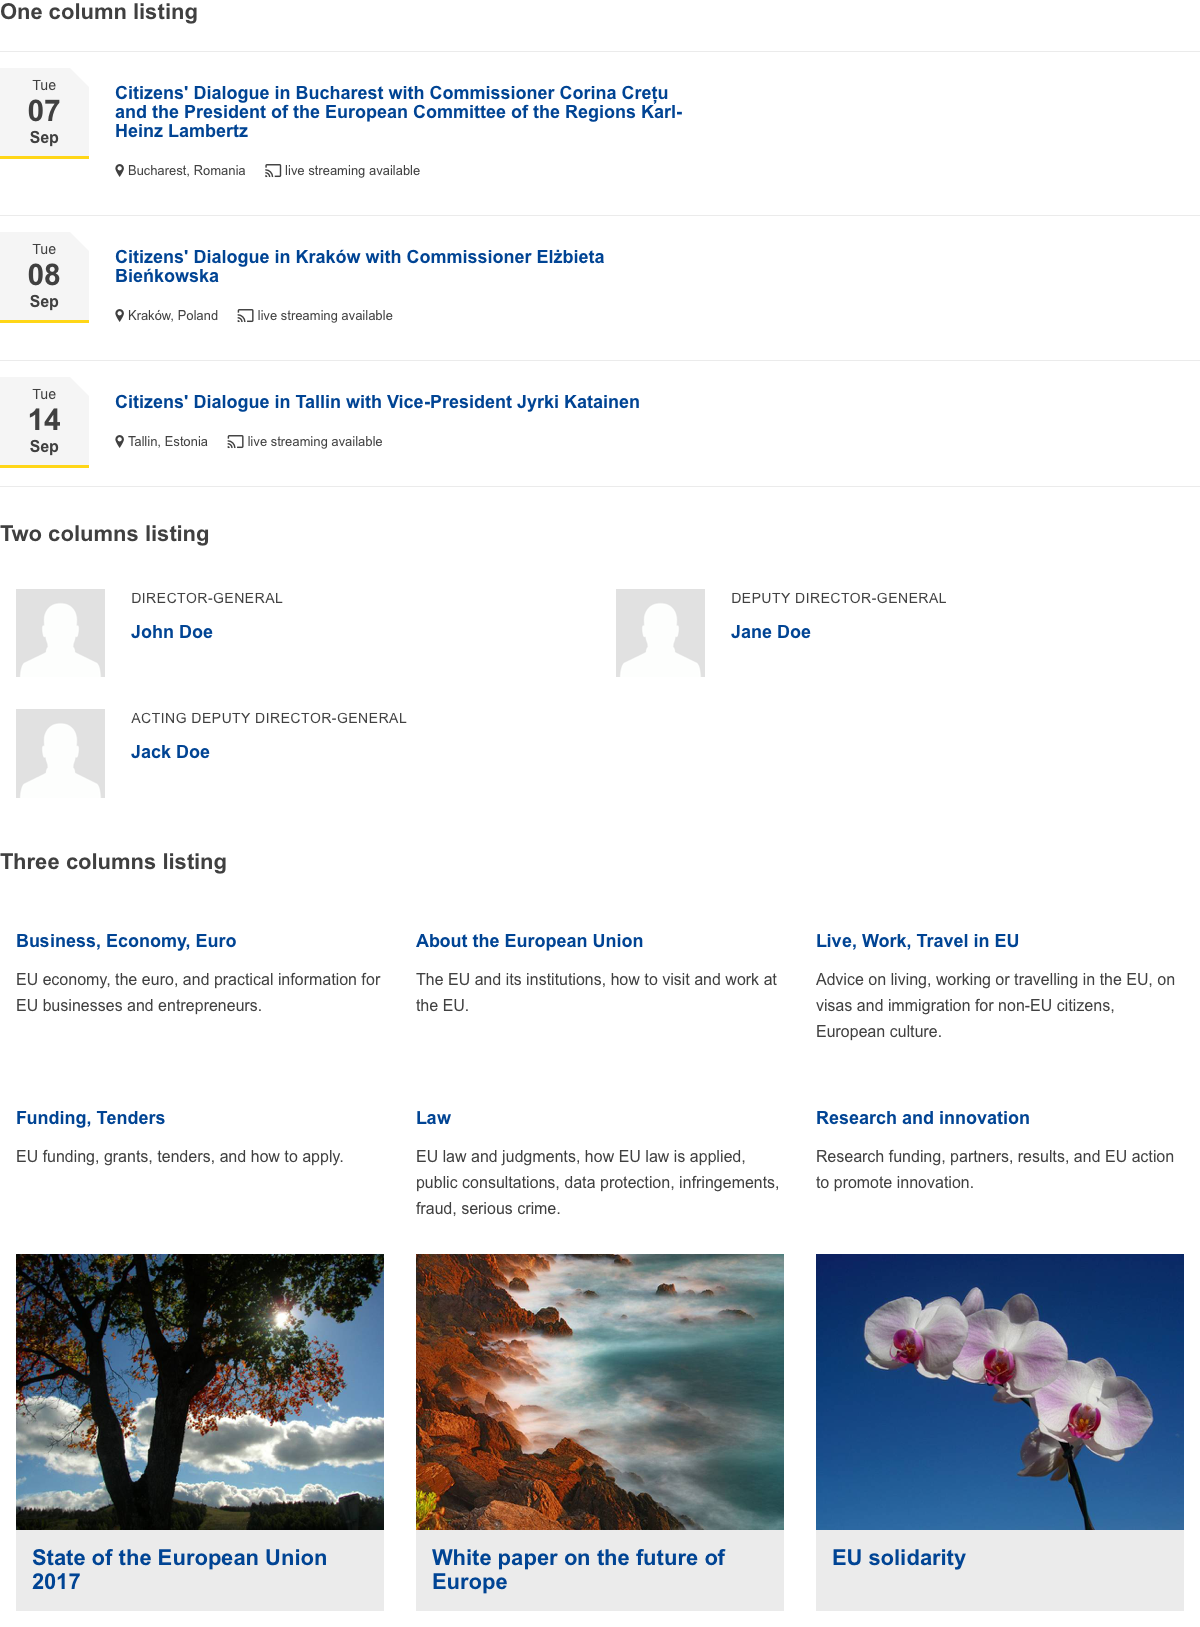 One column listing
Tue
07
Sep
Citizens' Dialogue in Bucharest with Commissioner Corina Crețu
and the President of the European Committee of the Regions Karl-
Heinz Lambertz
Bucharest, Romania live streaming available
Tue
08
Sep
Citizens' Dialogue in Kraków with Commissioner Elżbieta
Bieńkowska
Kraków, Poland live streaming available
Tue
14
Sep
Citizens' Dialogue in Tallin with Vice-President Jyrki Katainen
Tallin, Estonia live streaming available
Two columns listing
DIRECTOR-GENERAL
John Doe
DEPUTY DIRECTOR-GENERAL
Jane Doe
ACTING DEPUTY DIRECTOR-GENERAL
Jack Doe
Three columns listing
Business, Economy, Euro
EU economy, the euro, and practical information for
EU businesses and entrepreneurs.
About the European Union
The EU and its institutions, how to visit and work at
the EU.
Live, Work, Travel in EU
Advice on living, working or travelling in the EU, on
visas and immigration for non-EU citizens,
European culture.
Funding, Tenders
EU funding, grants, tenders, and how to apply.
Law
EU law and judgments, how EU law is applied,
public consultations, data protection, infringements,
fraud, serious crime.
Research and innovation
Research funding, partners, results, and EU action
to promote innovation.
State of the European Union
2017
White paper on the future of
Europe
EU solidarity